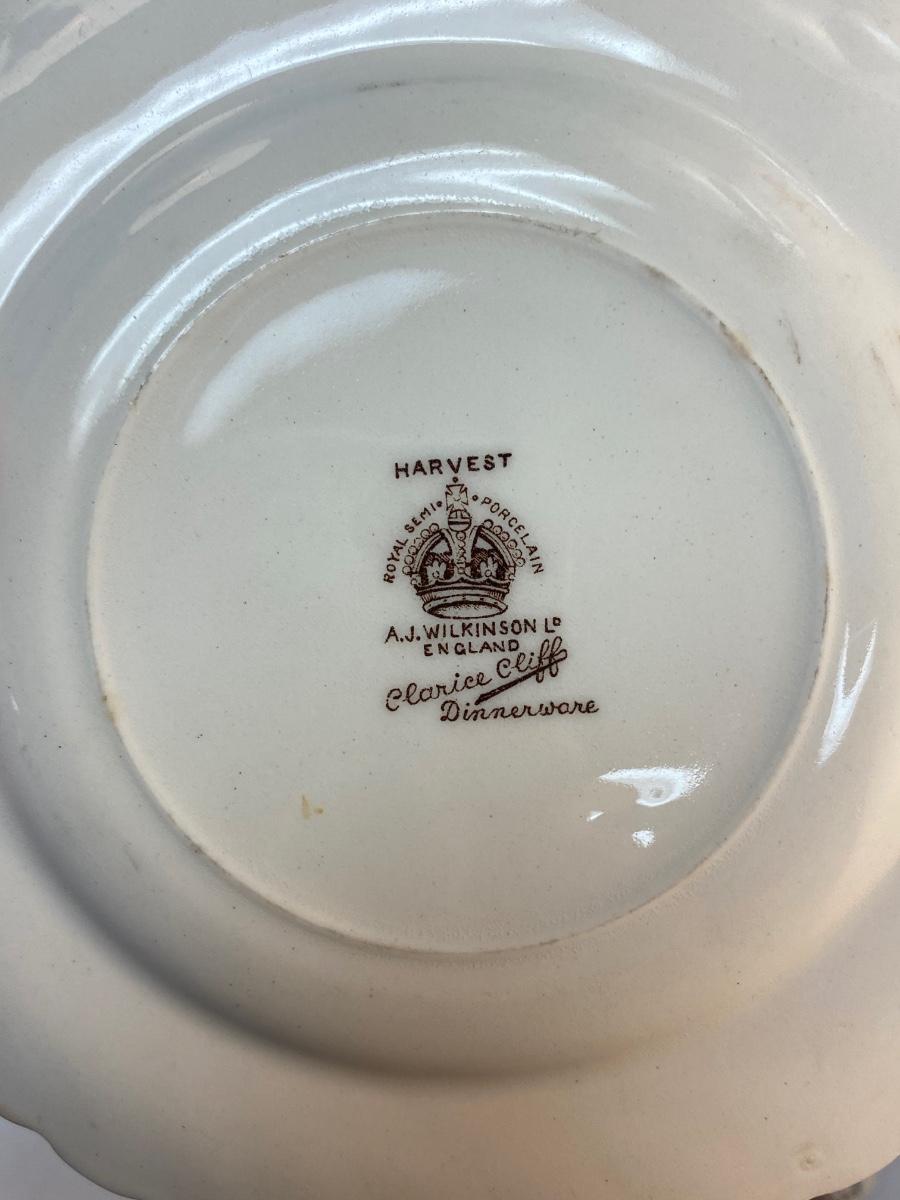 HARVEST
ROYAL SEMI PORCELAIN
A.J. WILKINSON Lᴰ
ENGLAND
Clarice Cliff
Dinnerware